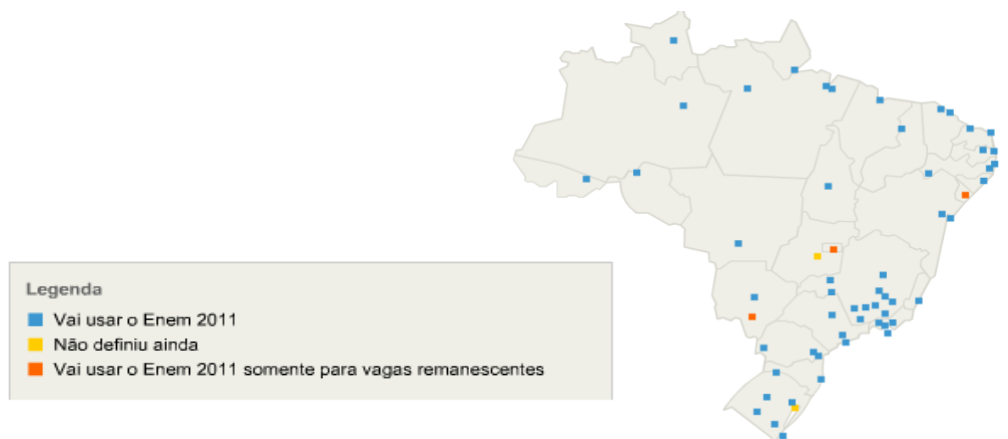 Legenda
Vai usar o Enem 2011
Não definiu ainda
Vai usar o Enem 2011 somente para vagas remanescentes